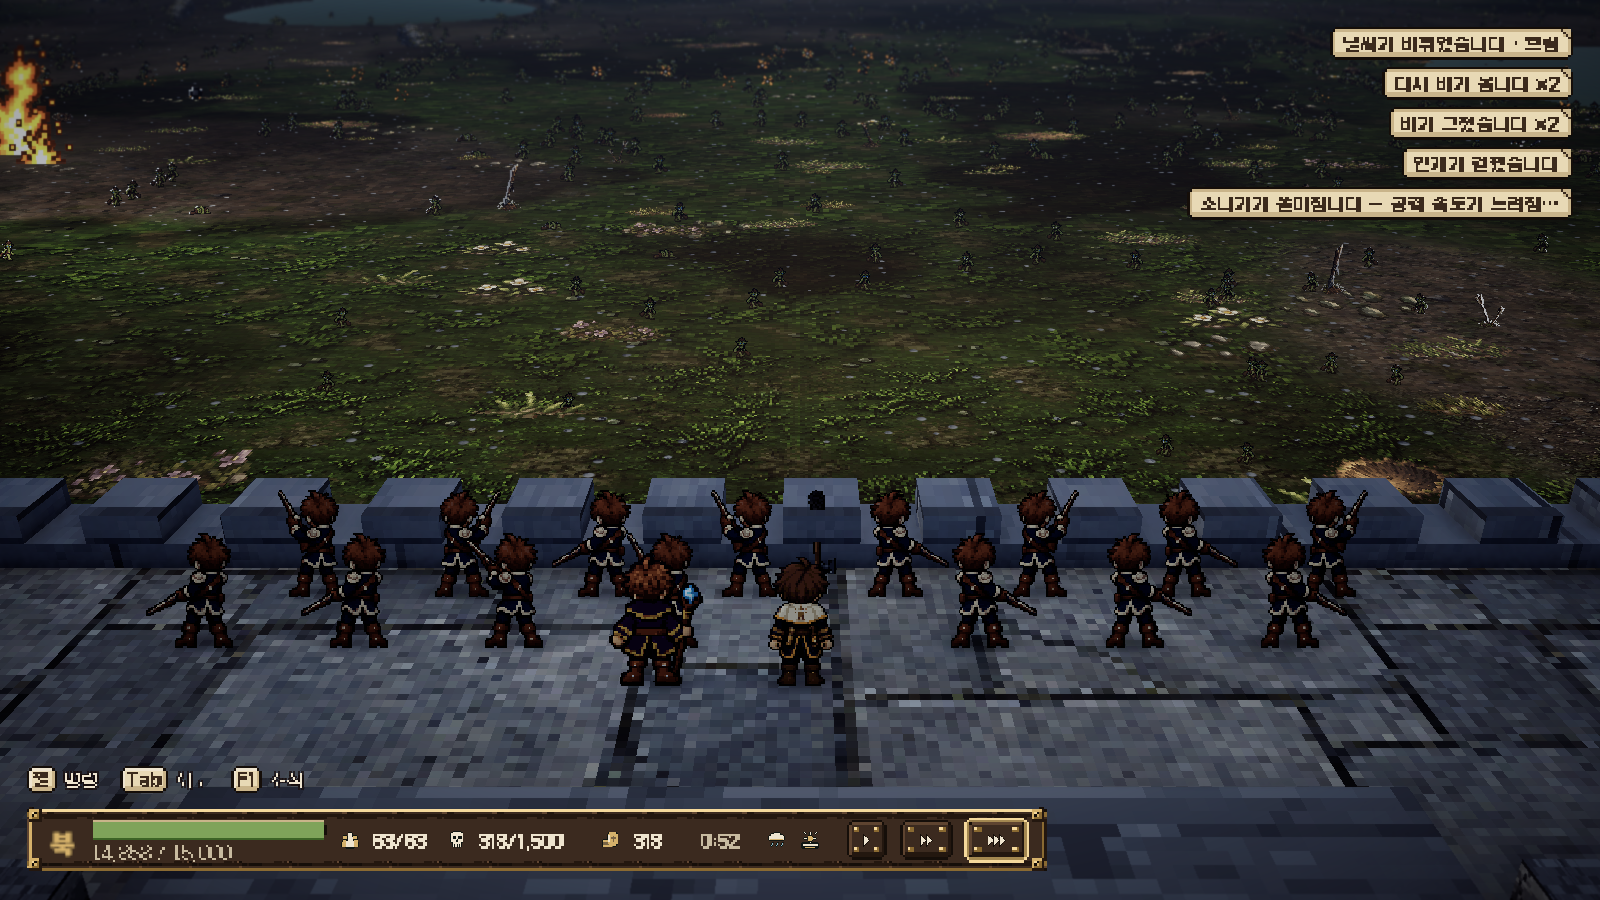 날씨가 바뀌었습니다 · 흐림
다시 비가 옵니다 ×2
비가 그쳤습니다 ×2
안개가 걷혔습니다
소나기가 쏟아집니다 — 공격 속도가 느려집…
Tab
F1
북
14,858 / 15,000
63/63
318/1,500
318
0:52